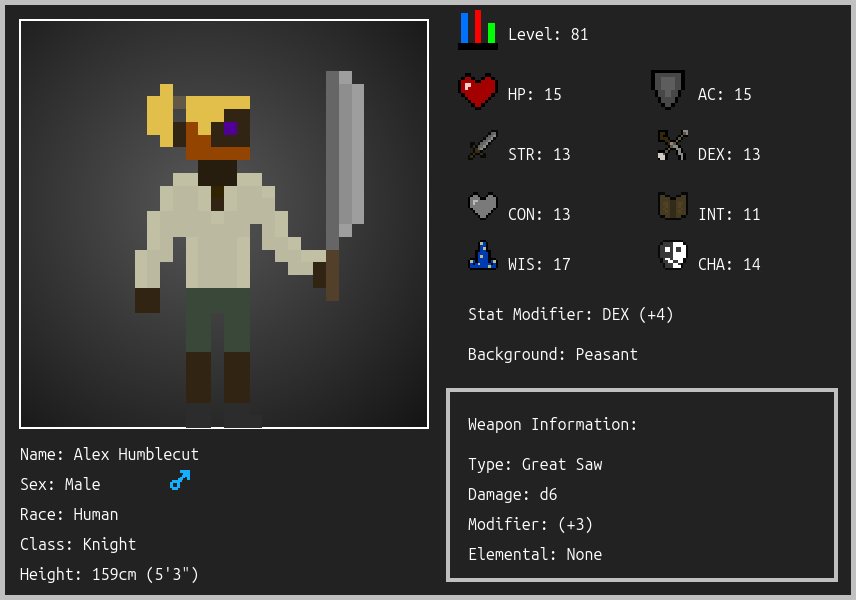 Level: 81
HP: 15 AC: 15
STR: 13 DEX: 13
CON: 13 INT: 11
WIS: 17 CHA: 14
Stat Modifier: DEX (+4)
Background: Peasant
Weapon Information:
Type: Great Saw
Damage: d6
Modifier: (+3)
Elemental: None
Name: Alex Humblecut
Sex: Male
Race: Human
Class: Knight
Height: 159cm (5'3")